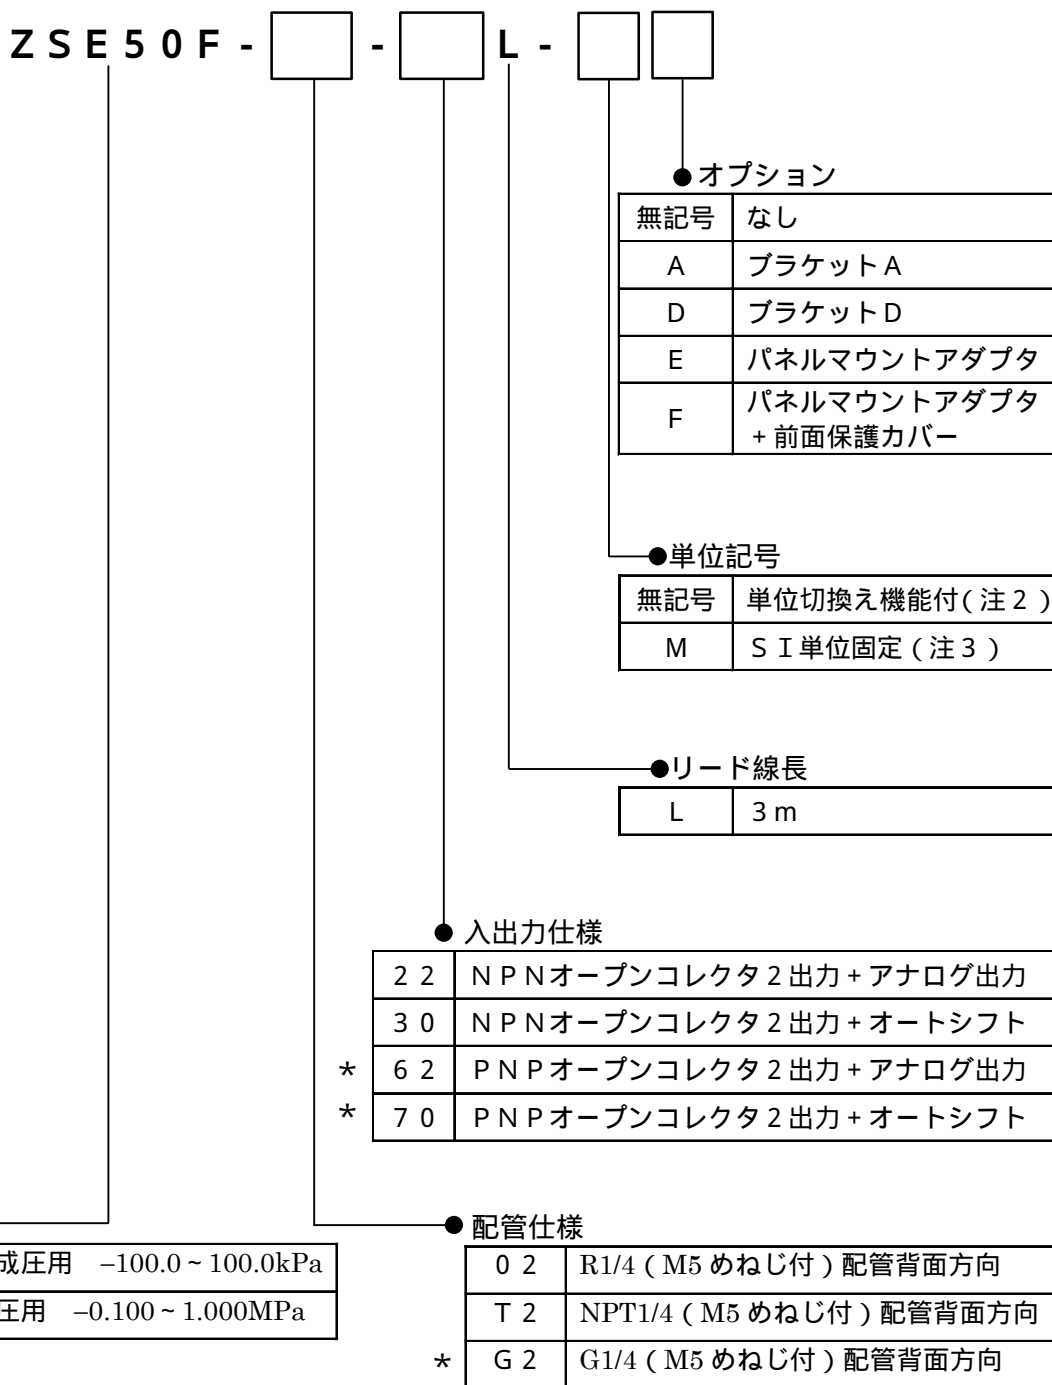 ZSE50F- - L-
オプション
無記号 なし
A ブラケットA
D ブラケットD
E パネルマウントアダプタ
F パネルマウントアダプタ
+前面保護カバー
単位記号
無記号 単位切換え機能付(注2)
M SI単位固定(注3)
リード線長
L 3m
入出力仕様
22 NPNオープンコレクタ2出力+アナログ出力
30 NPNオープンコレクタ2出力+オートシフト
* 62 PNPオープンコレクタ2出力+アナログ出力
* 70 PNPオープンコレクタ2出力+オートシフト
成圧用 –100.0~100.0kPa
圧用 –0.100~1.000MPa
配管仕様
02 R1/4(M5めねじ付)配管背面方向
T2 NPT1/4(M5めねじ付)配管背面方向
* G2 G1/4(M5めねじ付)配管背面方向